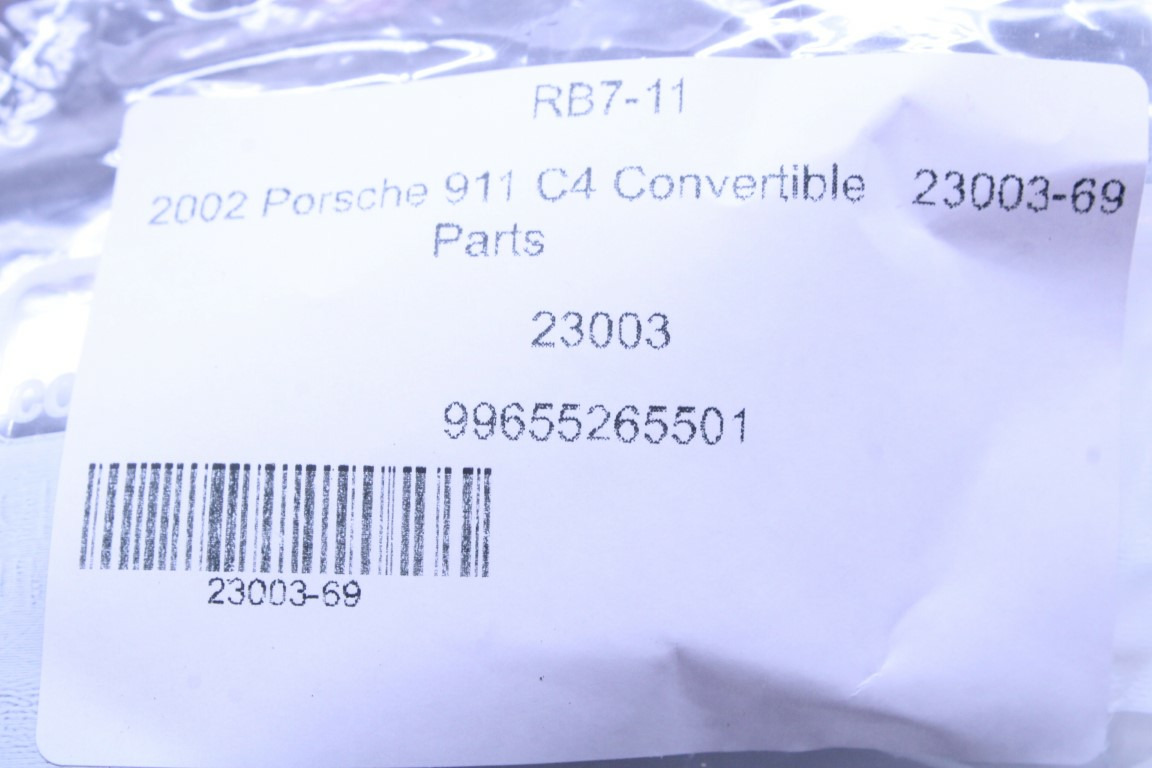 RB7-11
2002 Porsche 911 C4 Convertible 23003-69
Parts
23003
99655265501
23003-69